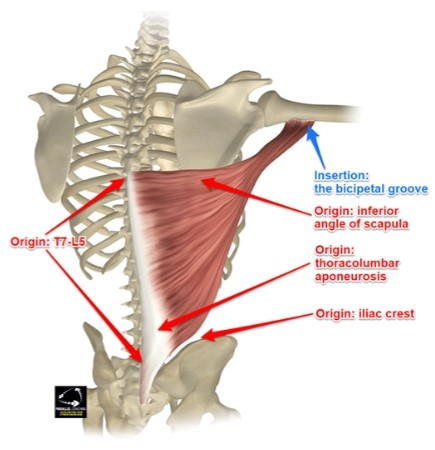 Insertion:
the bicipetal groove
Origin: inferior
angle of scapula
Origin: T7-L5
Origin:
thoracolumbar
aponeurosis
Origin: iliac crest